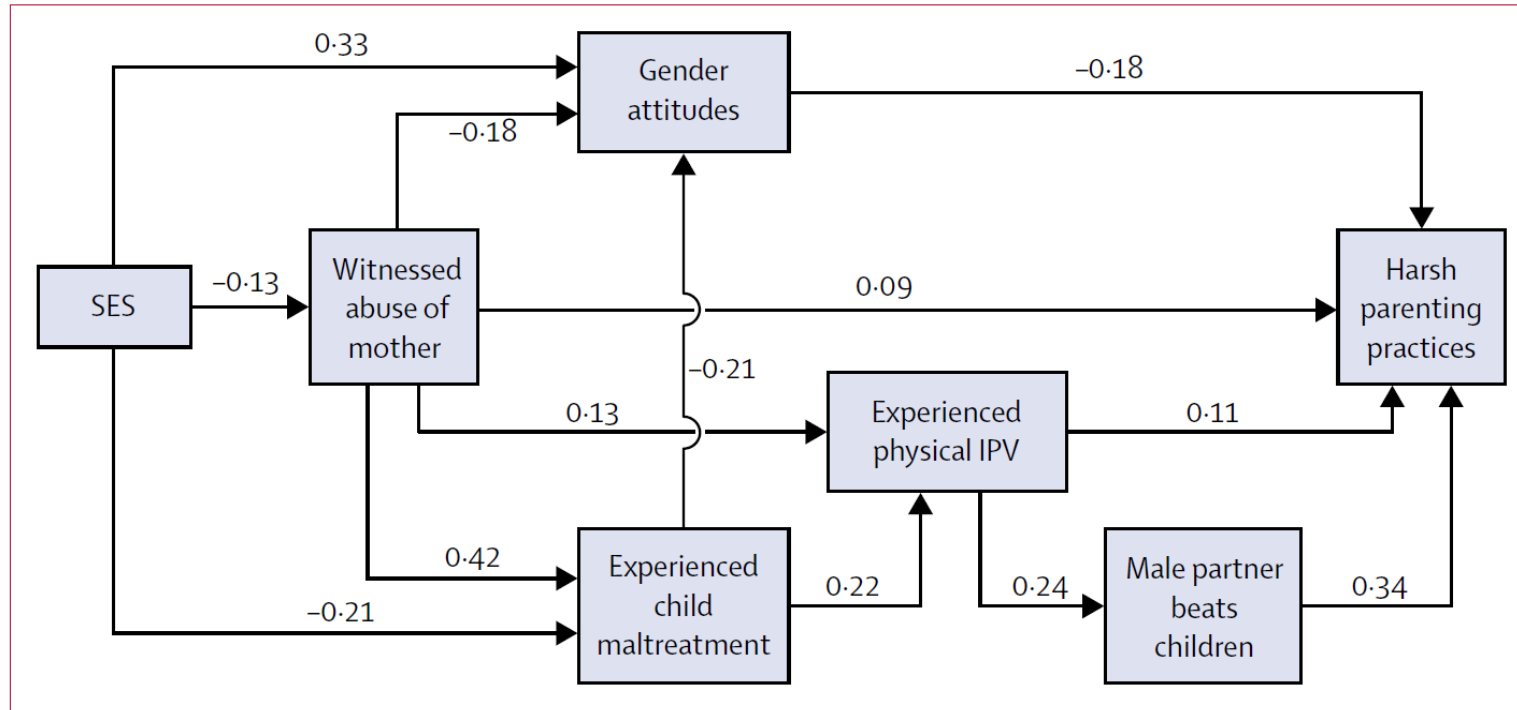 0·33
Gender
attitudes
–0·18
–0·18
SES
–0·13
Witnessed
abuse of
mother
0·09
Harsh
parenting
practices
–0·21
0·13
Experienced
physical IPV
0·11
0·42
Experienced
child
maltreatment
0·22
0·24
Male partner
beats
children
0·34
–0·21